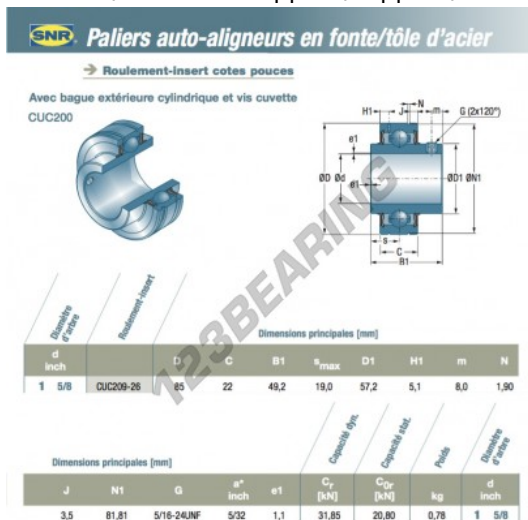 SNR Paliers auto-aligneurs en fonte/tôle d'acier
Roulement-insert cotes pouces
Avec bague extérieure cylindrique et vis cuvette
CUC200
H1 J N m G (2x120°)
e1
ØD Ød ØD1 ØN1
e1
s
C
B1
123BEARING
Diamètre d'arbre
Roulement-insert
Dimensions principales [mm]
d inch D C B1 smax D1 H1 m N
1 5/8 CUC209-26 85 22 49,2 19,0 57,2 5,1 8,0 1,90
Capacité dyn.
Capacité stat.
Poids
Diamètre d'arbre
Dimensions principales [mm]
J N1 G a* inch e1 Cr [kN] C0r [kN] kg d inch
3,5 81,81 5/16-24UNF 5/32 1,1 31,85 20,80 0,78 1 5/8